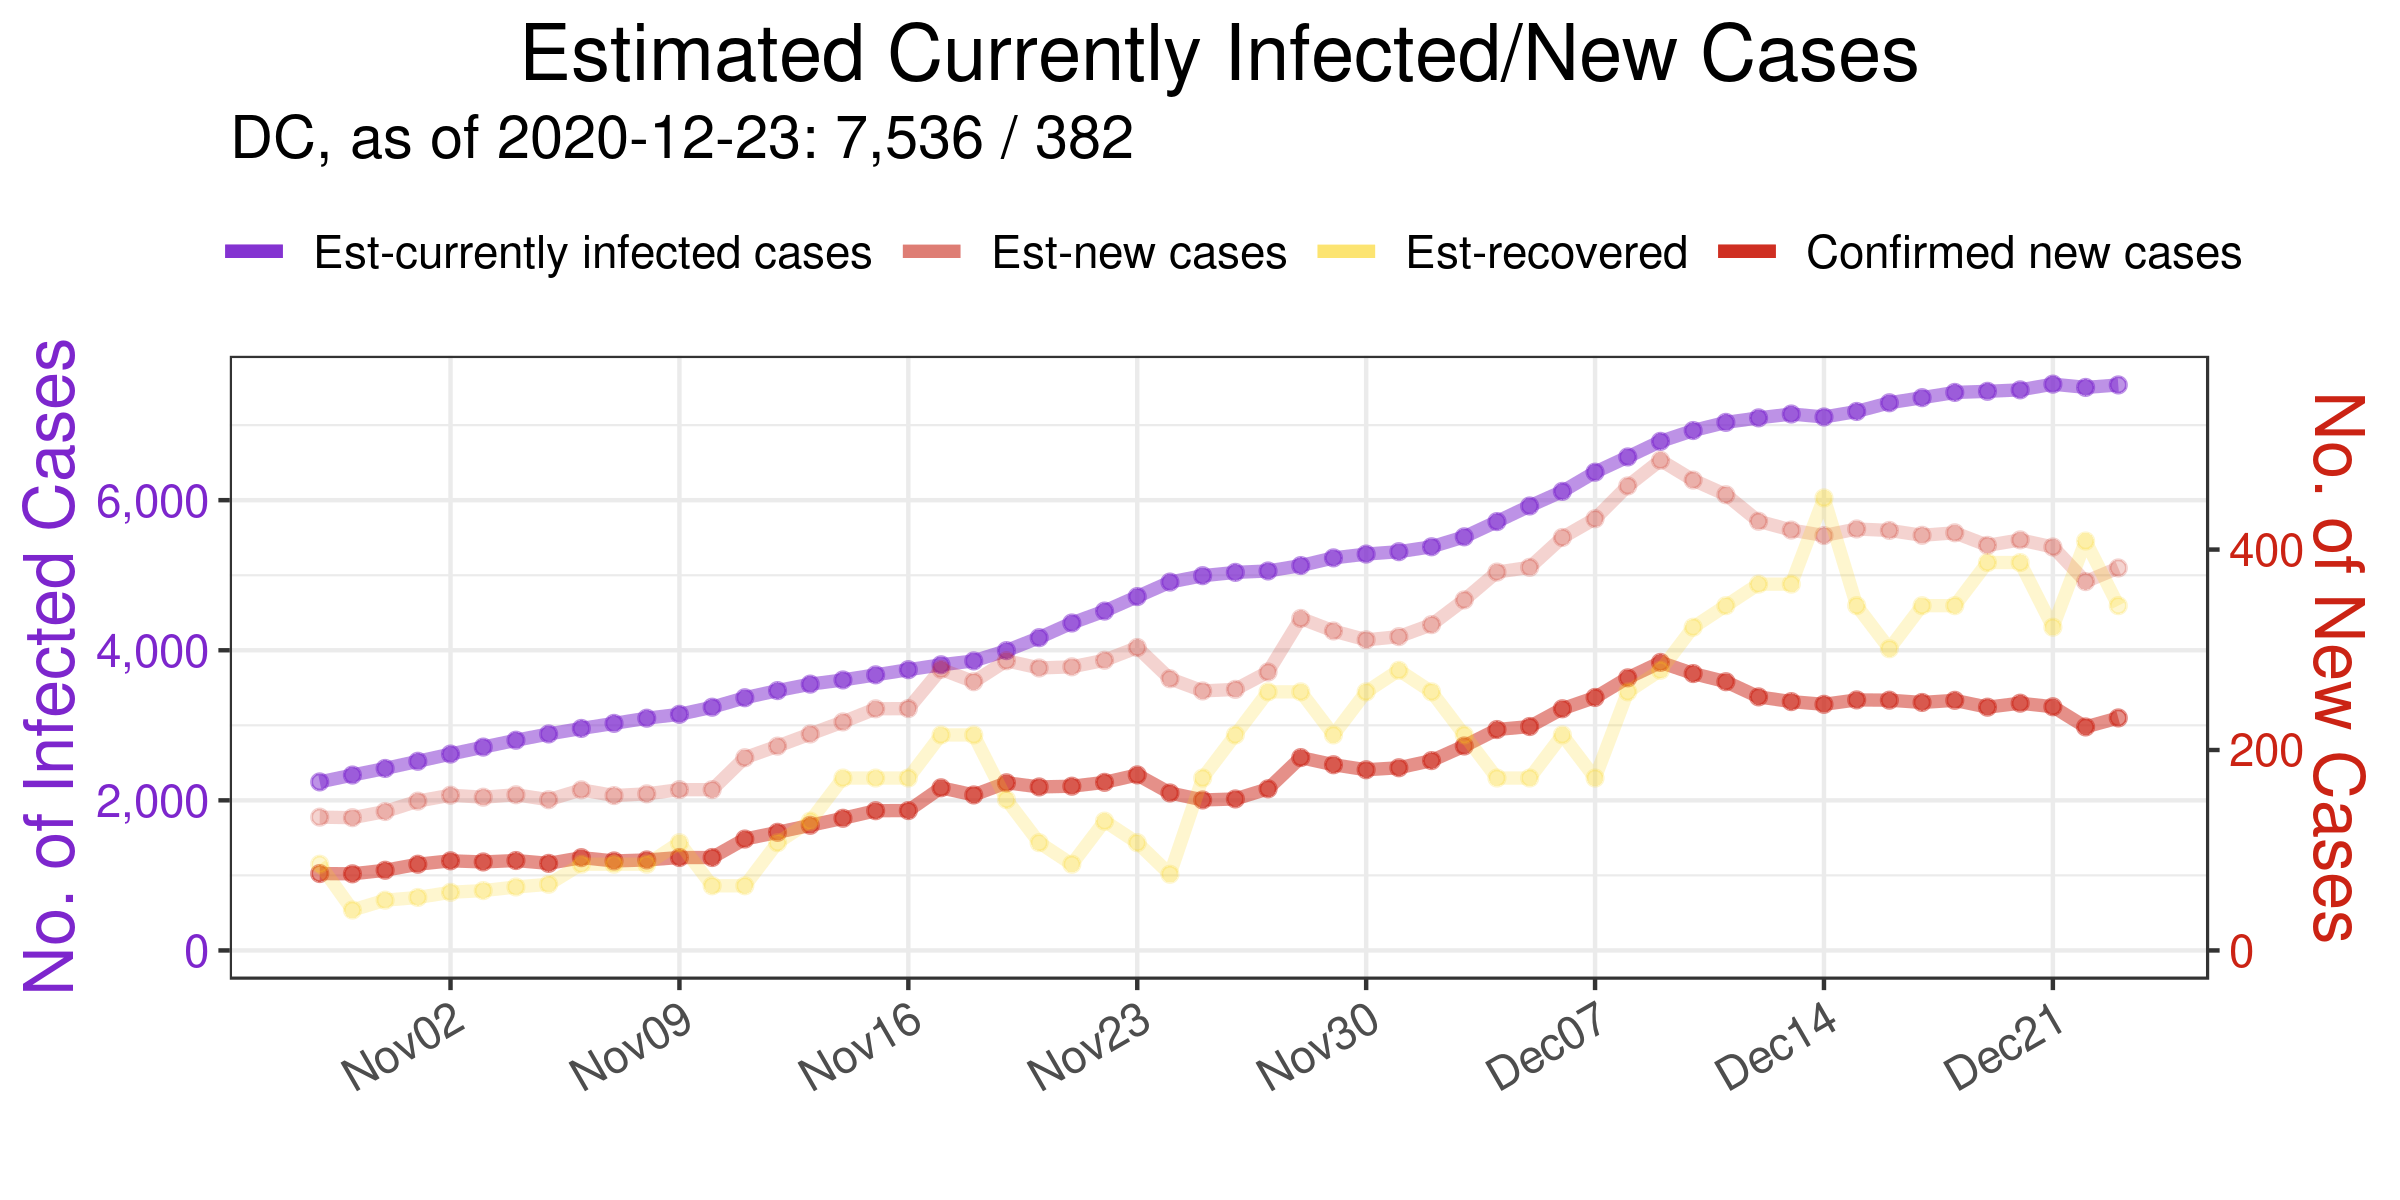 Estimated Currently Infected/New Cases
DC, as of 2020-12-23: 7,536 / 382
Est-currently infected cases Est-new cases Est-recovered Confirmed new cases
No. of Infected Cases
6,000
4,000
2,000
0
400
200
0
No. of New Cases
Nov02 Nov09 Nov16 Nov23 Nov30 Dec07 Dec14 Dec21